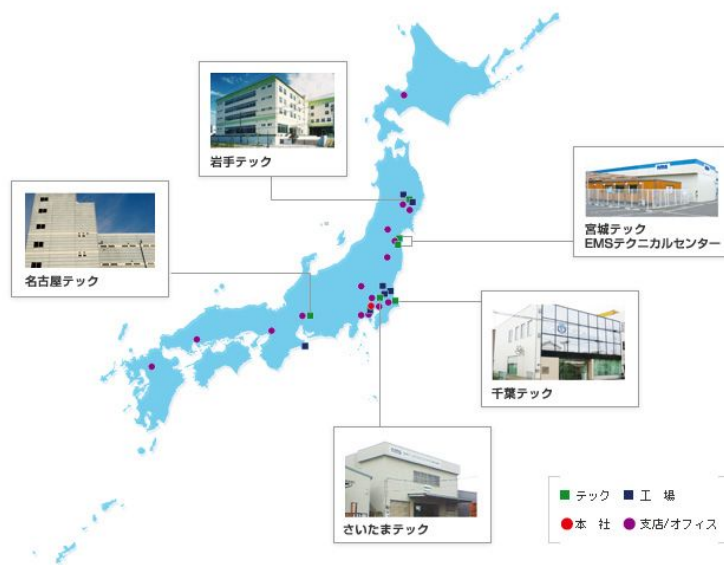 岩手テック
宮城テック
EMSテクニカルセンター
名古屋テック
千葉テック
さいたまテック
テック
工 場
本 社
支店/オフィス